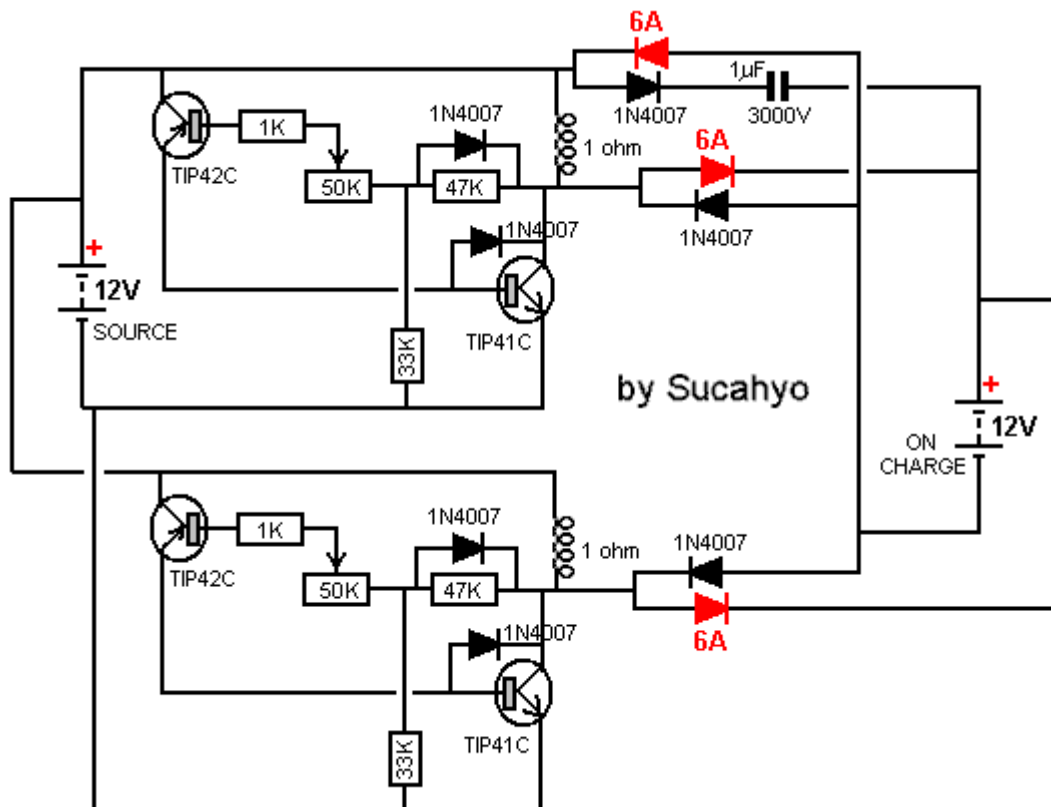 6A
1µF
1N4007
1N4007
3000V
1K
1 ohm
6A
TIP42C
50K
47K
1N4007
1N4007
+
12V
SOURCE
TIP41C
33K
by Sucahyo
+
12V
ON
CHARGE
1N4007
1N4007
1K
1 ohm
TIP42C
50K
47K
1N4007
6A
TIP41C
33K